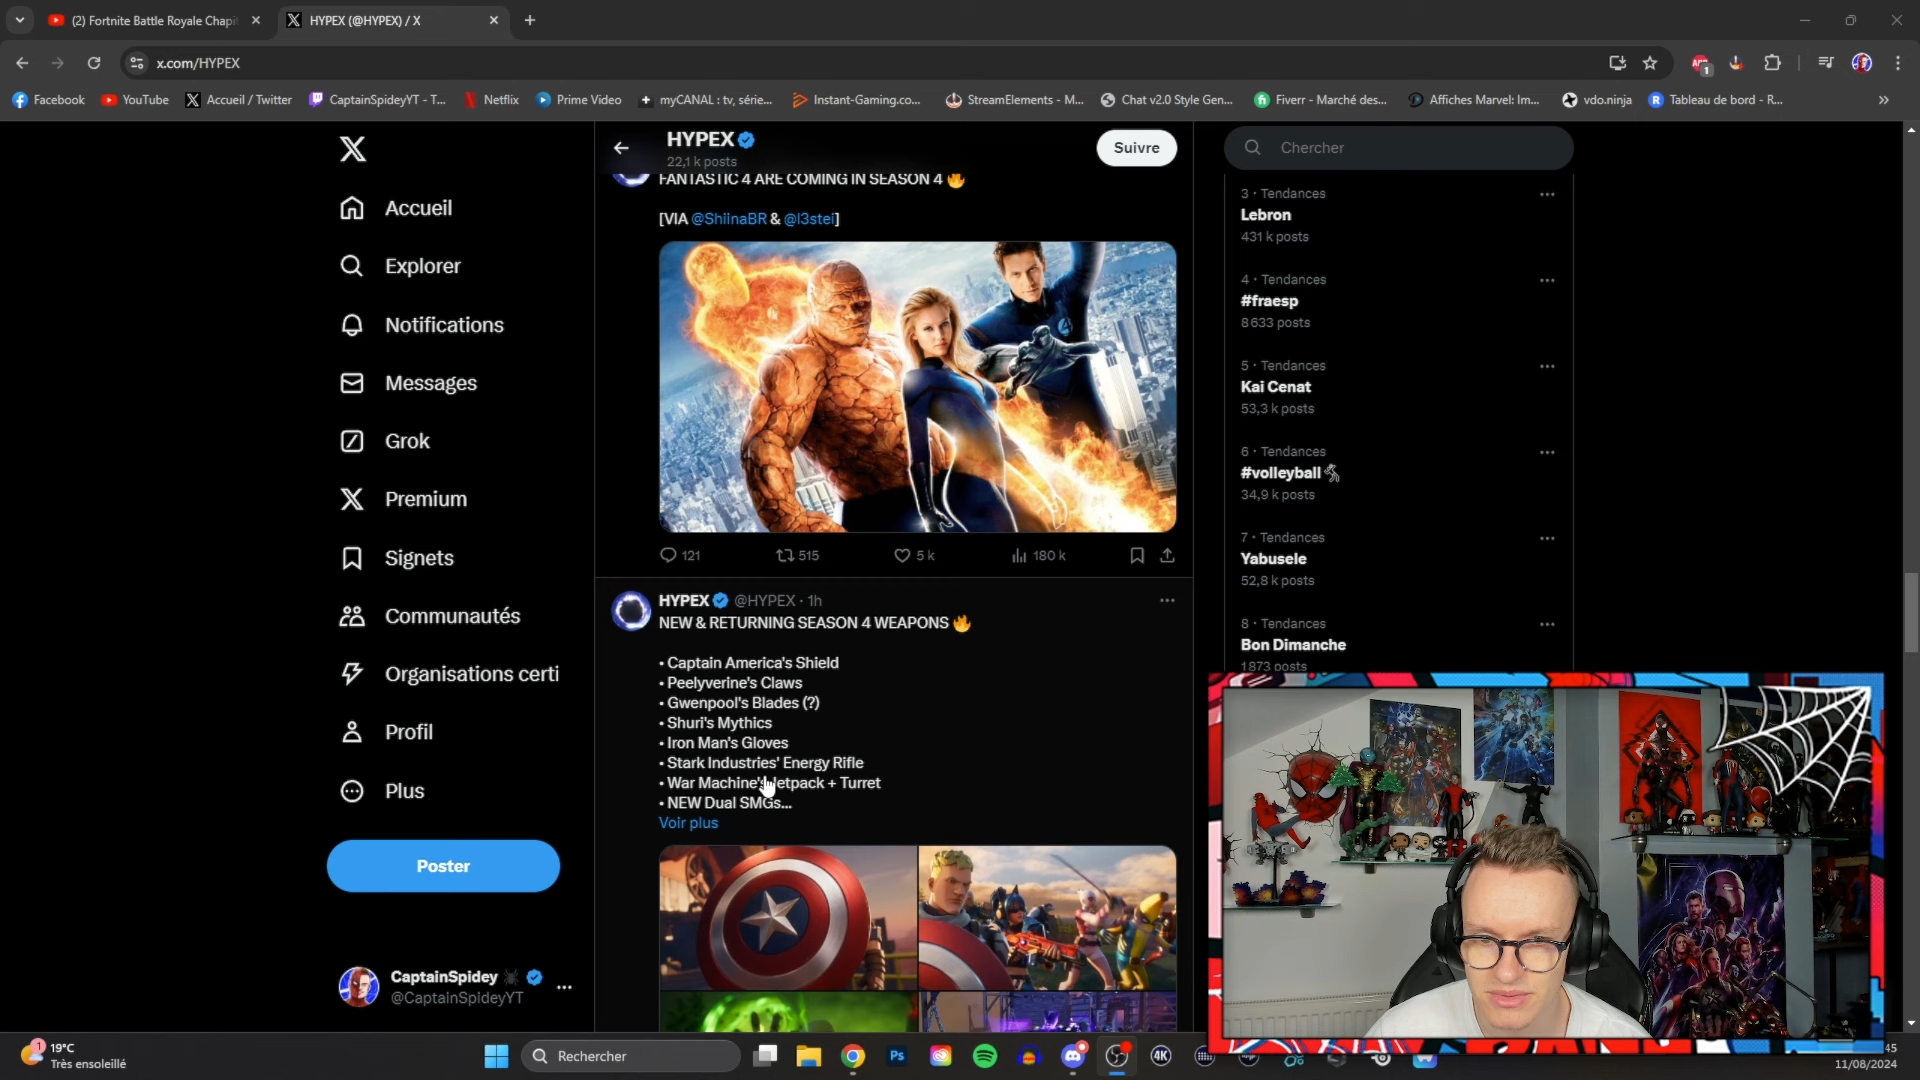 (2) Fortnite Battle Royale Chapi
HYPEX (@HYPEX) / X
x.com/HYPEX
1
Facebook
YouTube
Accueil / Twitter
CaptainSpideyYT - T...
Netflix
Prime Video
myCANAL : tv, série...
Instant-Gaming.co...
StreamElements - M...
Chat v2.0 Style Gen...
Fiverr - Marché des...
Affiches Marvel: Im...
vdo.ninja
Tableau de bord - R...
Accueil
Explorer
Notifications
Messages
Grok
Premium
Signets
Communautés
Organisations certi
Profil
Plus
Poster
CaptainSpidey
@CaptainSpideyYT
HYPEX
22,1 k posts
Suivre
FANTASTIC 4 ARE COMING IN SEASON 4 🔥
[VIA @ShiinaBR & @l3stei]
121
515
5 k
180 k
HYPEX @HYPEX · 1h
NEW & RETURNING SEASON 4 WEAPONS 🔥
• Captain America's Shield
• Peelyverine's Claws
• Gwenpool's Blades (?)
• Shuri's Mythics
• Iron Man's Gloves
• Stark Industries' Energy Rifle
• War Machine's Jetpack + Turret
• NEW Dual SMGs...
Voir plus
Chercher
3 · Tendances
Lebron
431 k posts
4 · Tendances
#fraesp
8 633 posts
5 · Tendances
Kai Cenat
53,3 k posts
6 · Tendances
#volleyball
34,9 k posts
7 · Tendances
Yabusele
52,8 k posts
8 · Tendances
Bon Dimanche
1 873 posts
1
19°C
Très ensoleillé
Rechercher
Ps
4K
45
11/08/2024